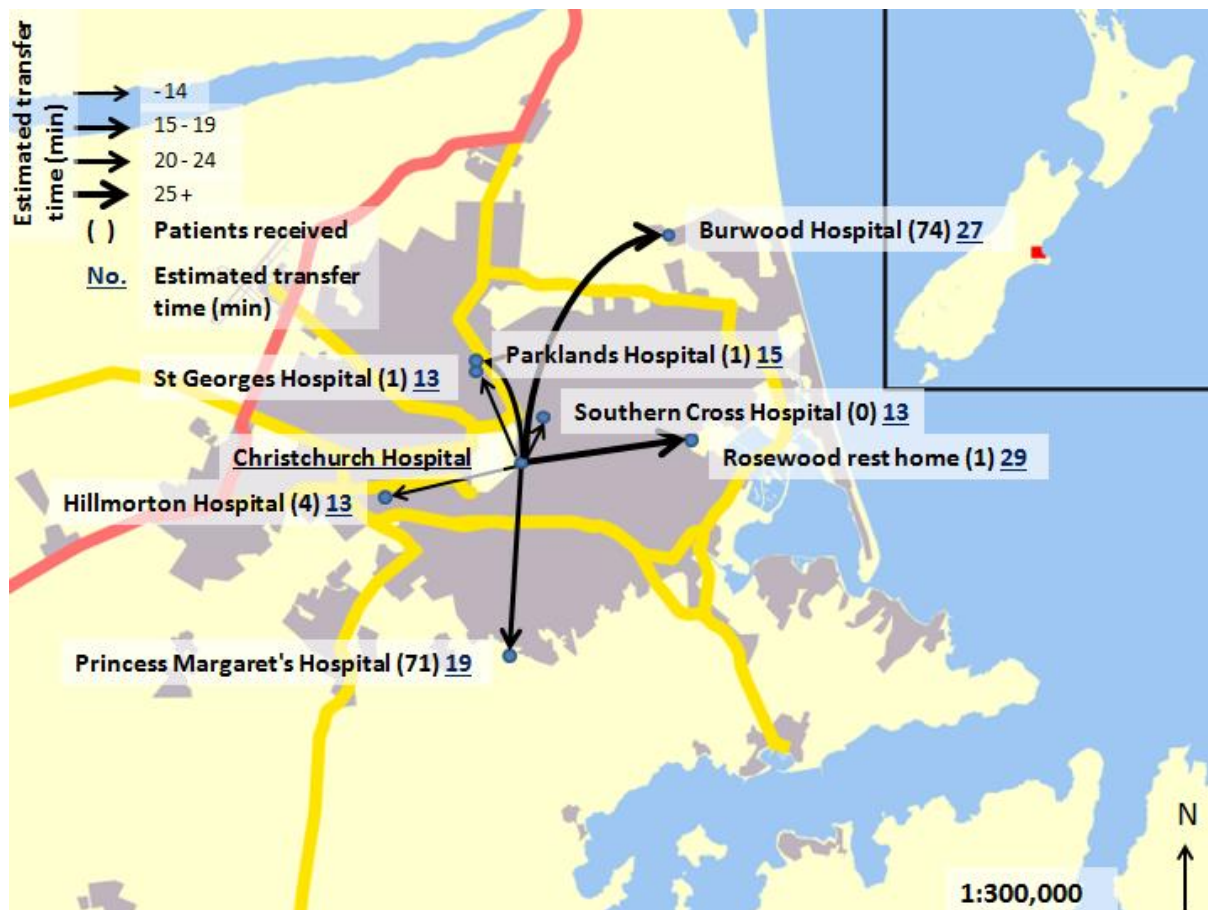 Estimated transfer
time (min)
- 14
15 - 19
20 - 24
25 +
( ) Patients received
No. Estimated transfer
time (min)
Burwood Hospital (74) 27
Parklands Hospital (1) 15
St Georges Hospital (1) 13
Southern Cross Hospital (0) 13
Christchurch Hospital
Rosewood rest home (1) 29
Hillmorton Hospital (4) 13
Princess Margaret's Hospital (71) 19
N
1:300,000